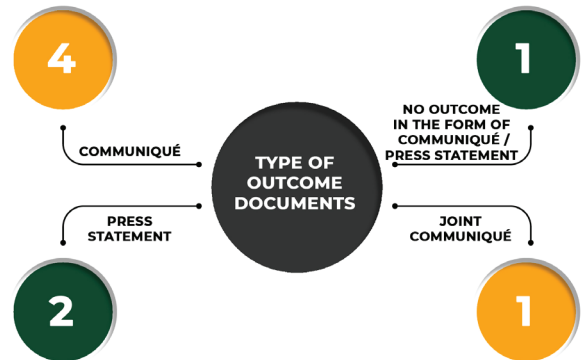 4
COMMUNIQUÉ
PRESS
STATEMENT
2
TYPE OF
OUTCOME
DOCUMENTS
1
NO OUTCOME
IN THE FORM OF
COMMUNIQUÉ /
PRESS STATEMENT
JOINT
COMMUNIQUÉ
1